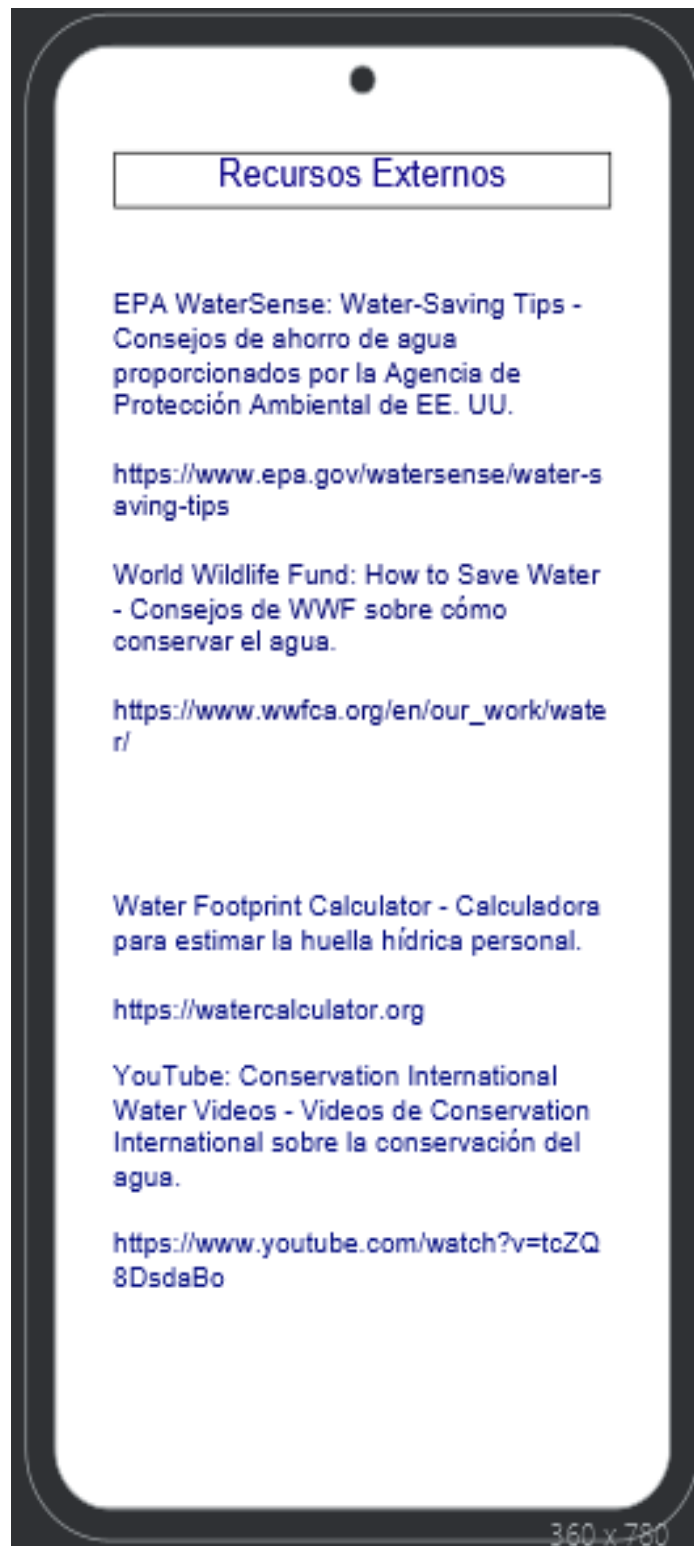 Recursos Externos
EPA WaterSense: Water-Saving Tips -
Consejos de ahorro de agua
proporcionados por la Agencia de
Protección Ambiental de EE. UU.
https://www.epa.gov/watersense/water-s
aving-tips
World Wildlife Fund: How to Save Water
- Consejos de WWF sobre cómo
conservar el agua.
https://www.wwfca.org/en/our_work/wate
r/
Water Footprint Calculator - Calculadora
para estimar la huella hídrica personal.
https://watercalculator.org
YouTube: Conservation International
Water Videos - Videos de Conservation
International sobre la conservación del
agua.
https://www.youtube.com/watch?v=tcZQ
8DsdaBo
360 x 780